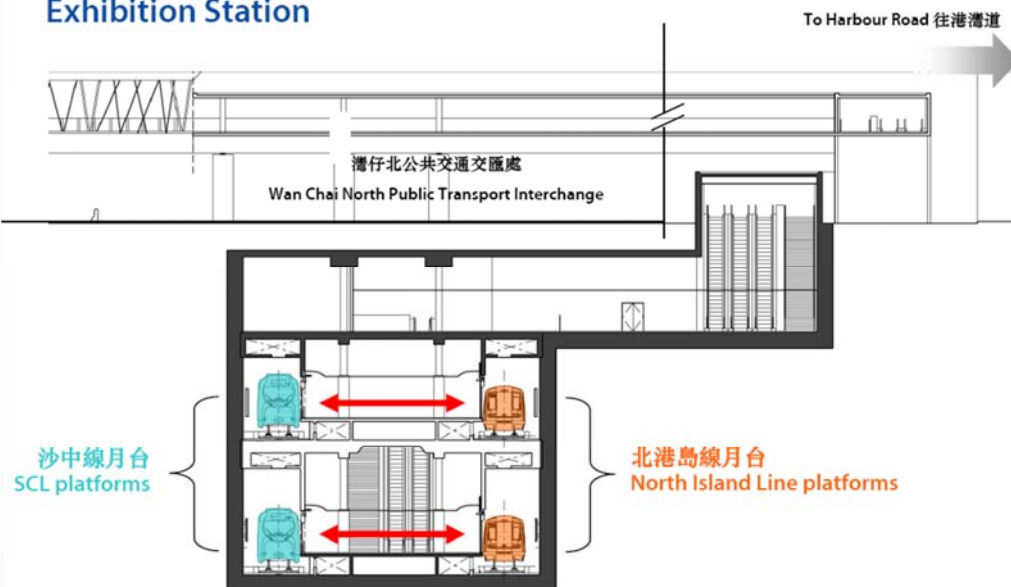 Exhibition Station
To Harbour Road 往港灣道
灣仔北公共交通交匯處
Wan Chai North Public Transport Interchange
沙中線月台
SCL platforms
北港島線月台
North Island Line platforms